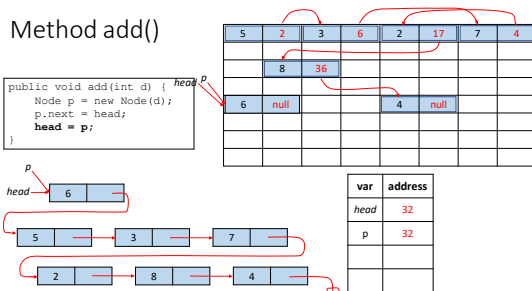 Method add()
5 2 3 6 2 17 7 4
8 36
head p
6 null 4 null
public void add(int d) {
Node p = new Node(d);
p.next = head;
head = p;
}
p
head 6
5 3 7
2 8 4
var address
head 32
p 32